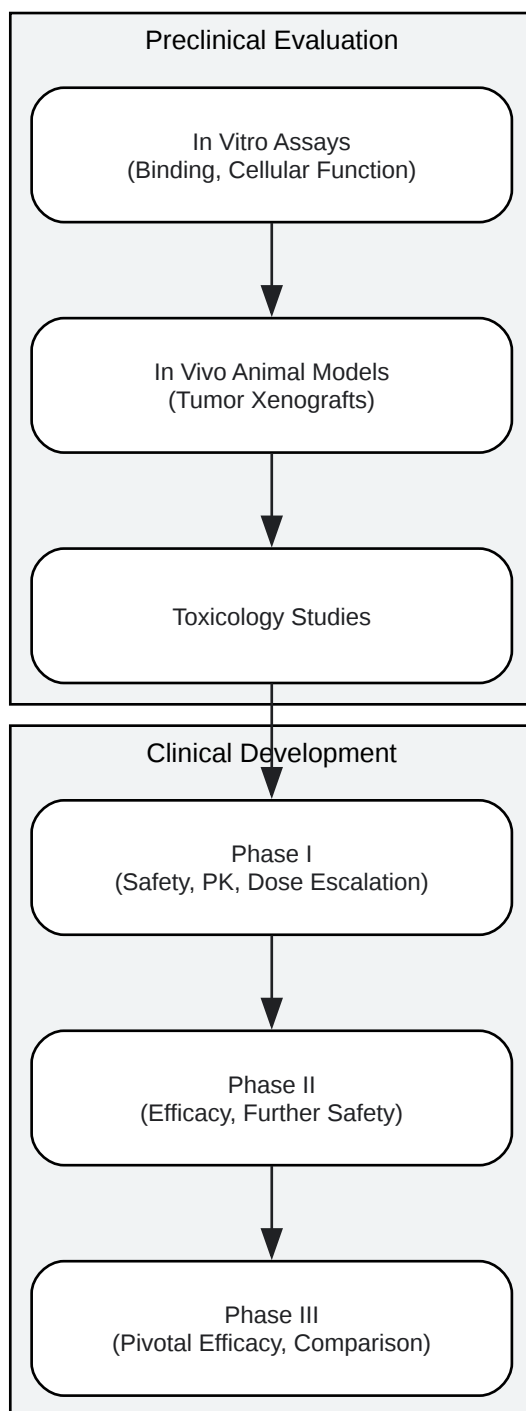 Preclinical Evaluation
In Vitro Assays
(Binding, Cellular Function)
In Vivo Animal Models
(Tumor Xenografts)
Toxicology Studies
Clinical Development
Phase I
(Safety, PK, Dose Escalation)
Phase II
(Efficacy, Further Safety)
Phase III
(Pivotal Efficacy, Comparison)